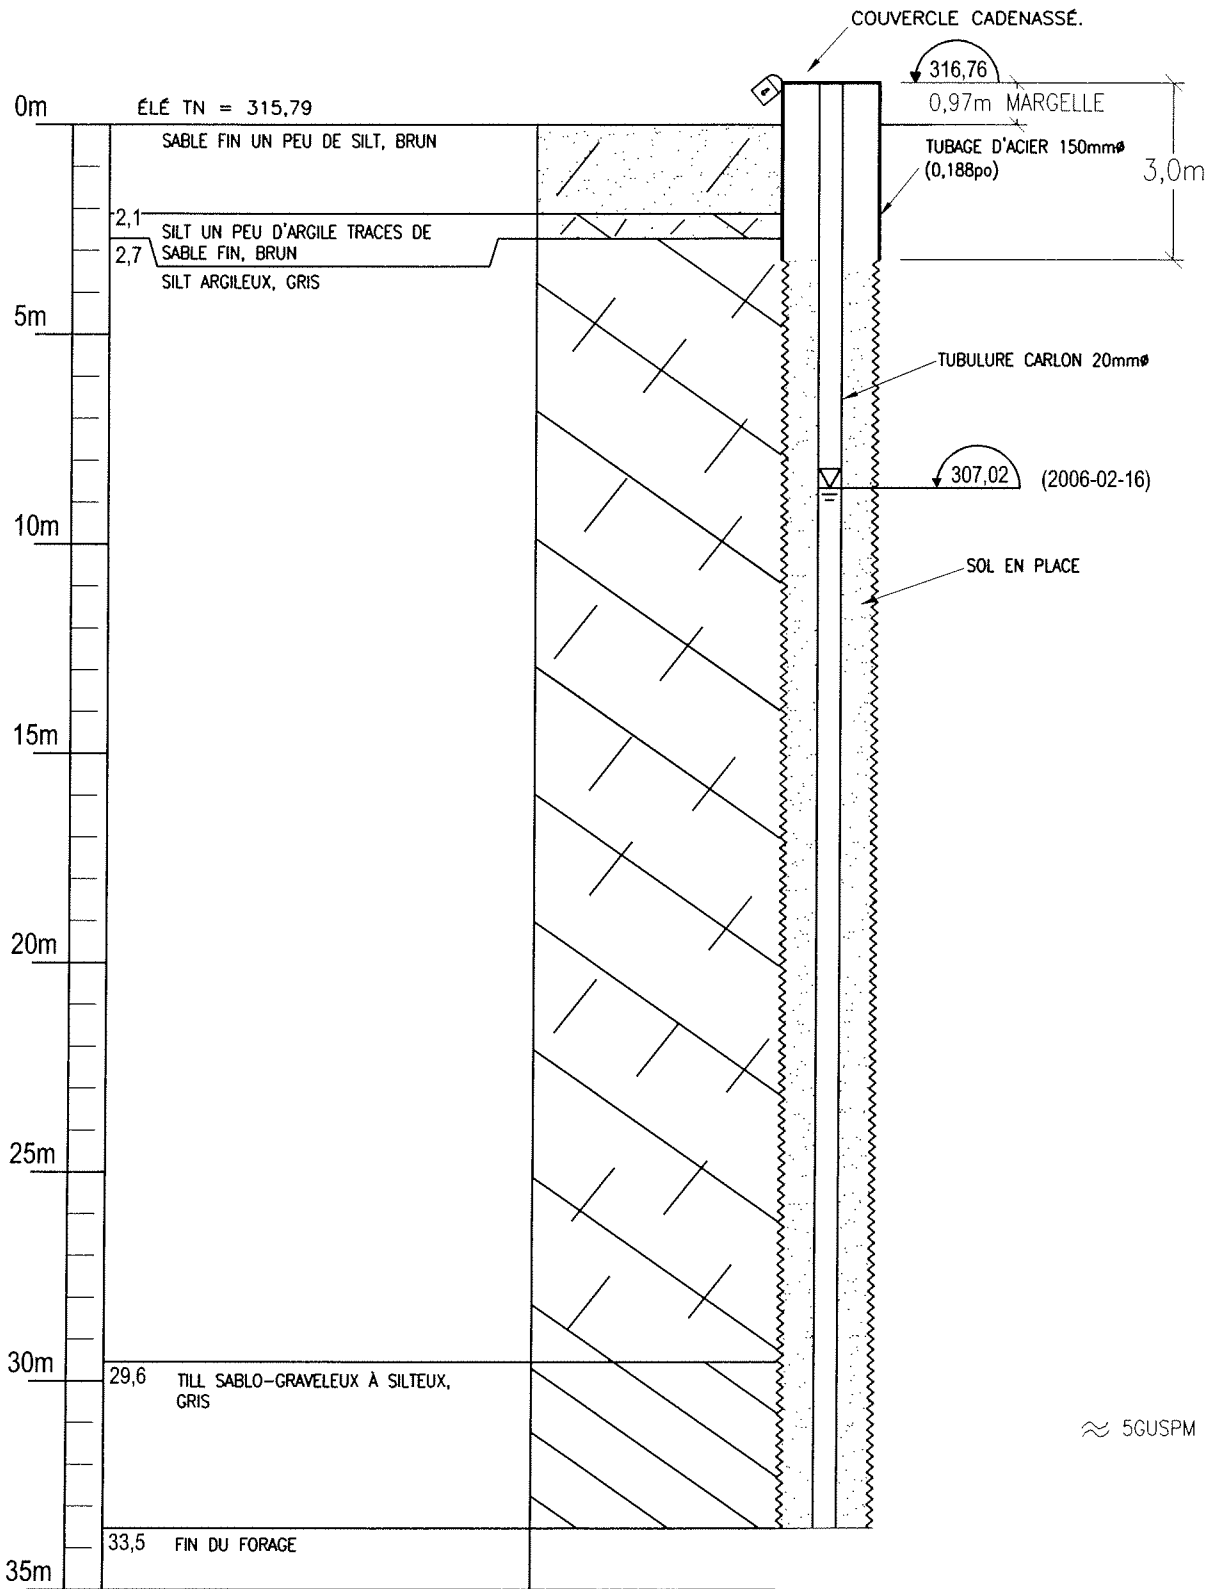 COUVERCLE CADENASSÉ.
316,76
0m
ÉLÉ TN = 315,79
0,97m MARGELLE
SABLE FIN UN PEU DE SILT, BRUN
TUBAGE D'ACIER 150mmø
(0,188po)
3,0m
2,1
SILT UN PEU D'ARGILE TRACES DE
SABLE FIN, BRUN
2,7
SILT ARGILEUX, GRIS
5m
TUBULURE CARLON 20mmø
307,02 (2006-02-16)
10m
SOL EN PLACE
15m
20m
25m
30m
29,6
TILL SABLO-GRAVELEUX À SILTEUX,
GRIS
≈ 5GUSPM
33,5 FIN DU FORAGE
35m